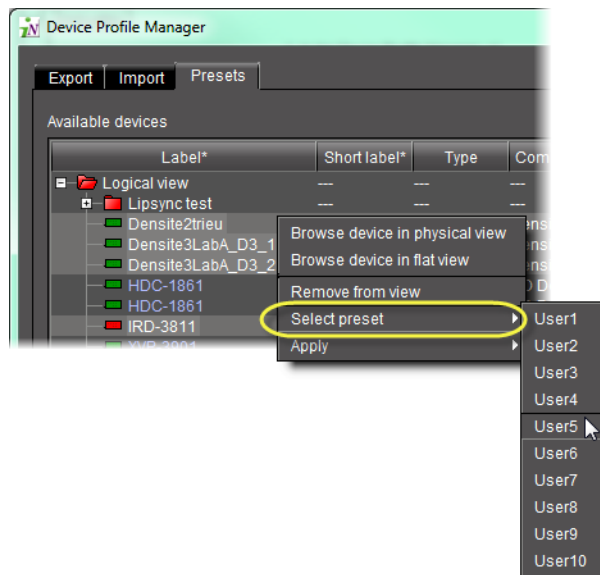 Device Profile Manager
Export Import Presets
Available devices
Label* Short label* Type Com
Logical view --- --- ---
Lipsync test --- --- ---
Densite2trieu
Densite3LabA_D3_1
Densite3LabA_D3_2
HDC-1861
HDC-1861
IRD-3811
Browse device in physical view
Browse device in flat view
Remove from view
Select preset
Apply
User1
User2
User3
User4
User5
User6
User7
User8
User9
User10